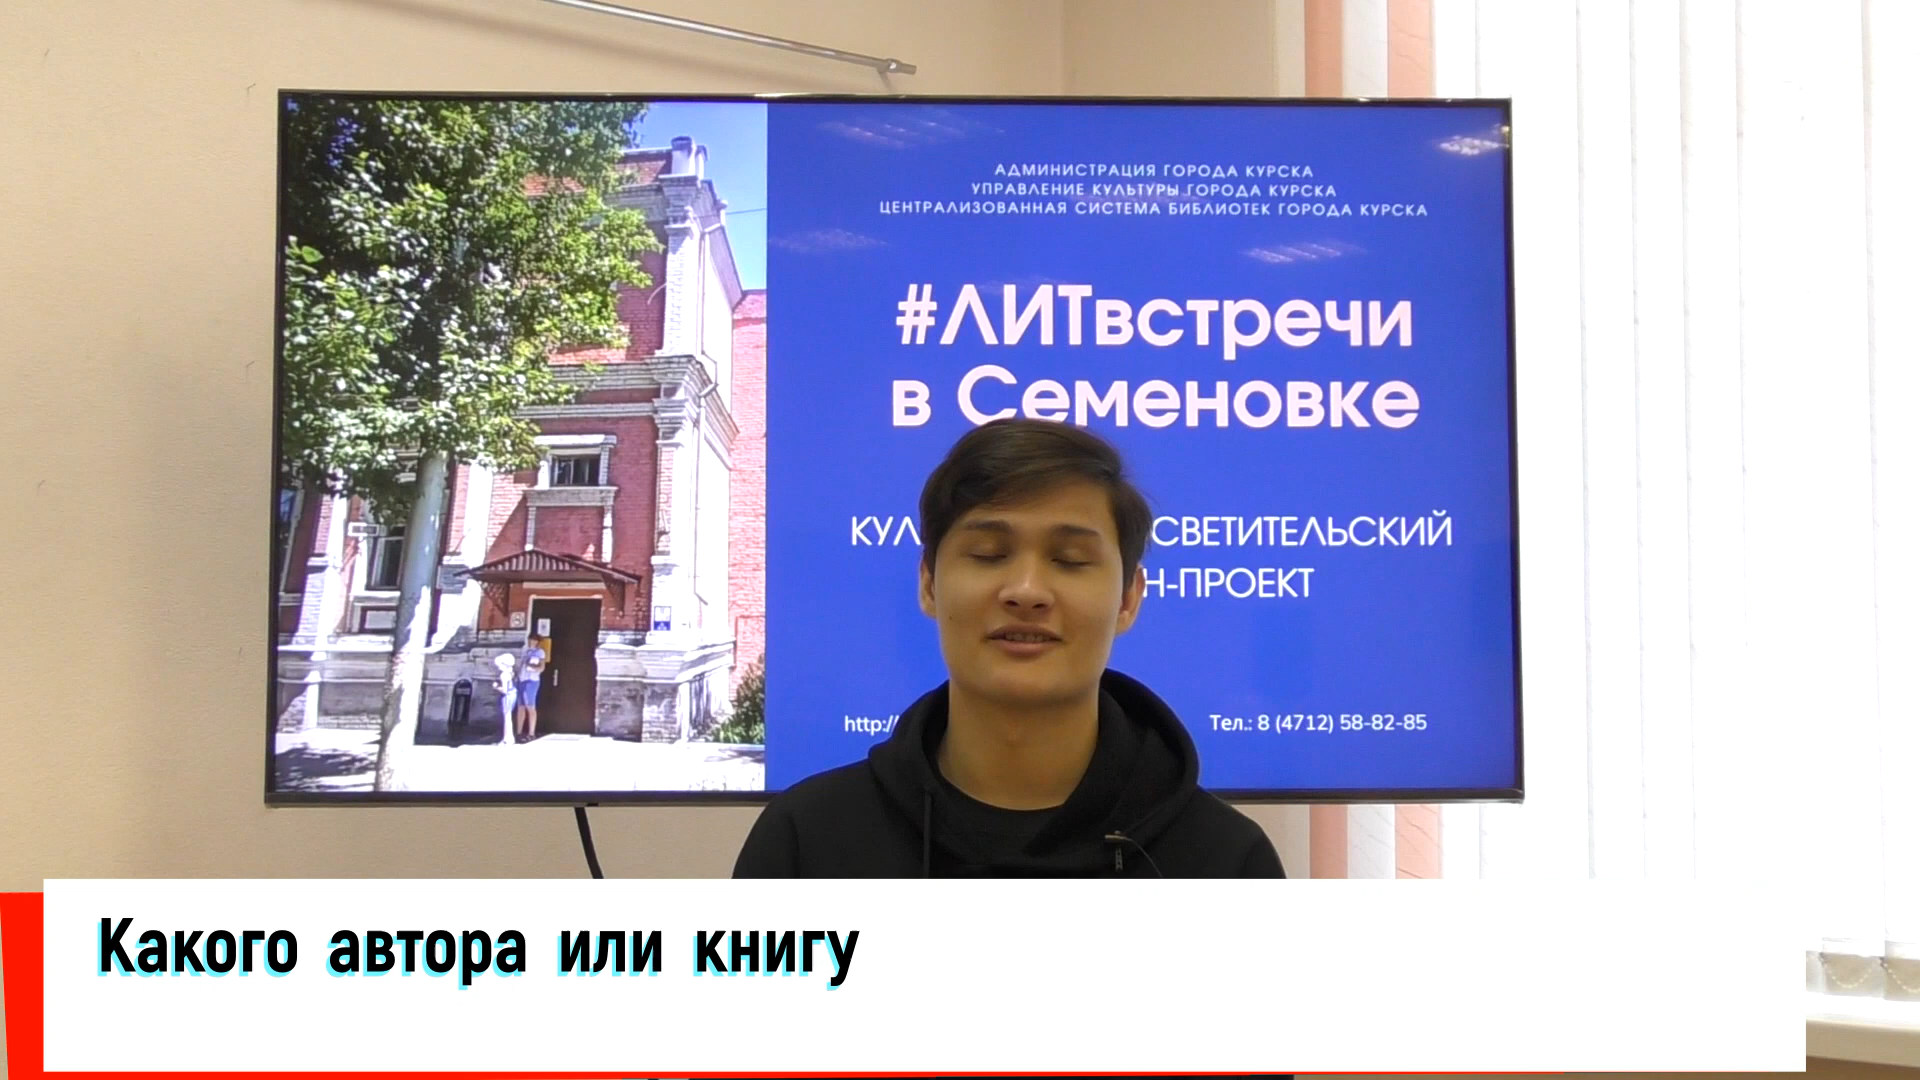 АДМИНИСТРАЦИЯ ГОРОДА КУРСКА
УПРАВЛЕНИЕ КУЛЬТУРЫ ГОРОДА КУРСКА
ЦЕНТРАЛИЗОВАННАЯ СИСТЕМА БИБЛИОТЕК ГОРОДА КУРСКА
#ЛИТвстречи
в Семеновке
КУЛ СВЕТИТЕЛЬСКИЙ
Н-ПРОЕКТ
http:/ Тел.: 8 (4712) 58-82-85
Какого автора или книгу